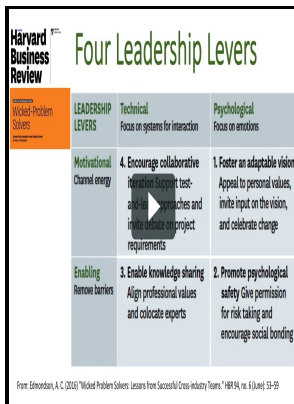 Harvard
Business
Review
Four Leadership Levers
Wicked-Problem
Solvers
LEADERSHIP
LEVERS
Technical
Focus on systems for interaction
Psychological
Focus on emotions
Motivational
Channel energy
4. Encourage collaborative
iteration Support test-
and-learn approaches and
invite debate on project
requirements
1. Foster an adaptable vision
Appeal to personal values,
invite input on the vision,
and celebrate change
Enabling
Remove barriers
3. Enable knowledge sharing
Align professional values
and colocate experts
2. Promote psychological
safety Give permission
for risk taking and
encourage social bonding
From: Edmondson, A. C. (2016) "Wicked Problem Solvers: Lessons from Successful Cross-industry Teams." HBR 94, no. 6 (June): 53–59